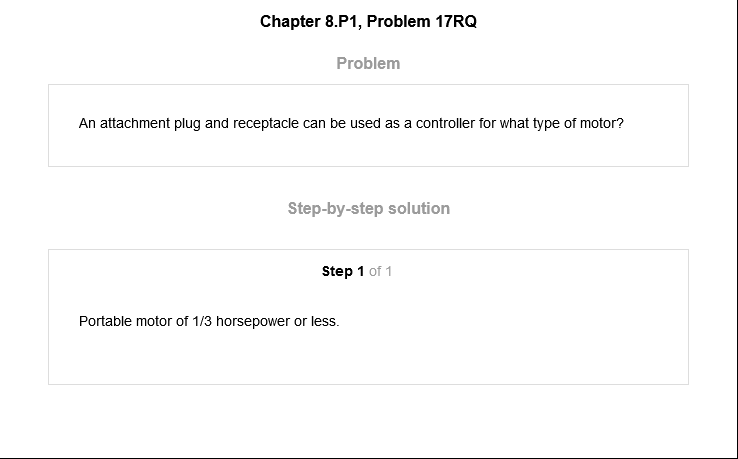 Chapter 8.P1, Problem 17RQ
Problem
An attachment plug and receptacle can be used as a controller for what type of motor?
Step-by-step solution
Step 1 of 1
Portable motor of 1/3 horsepower or less.